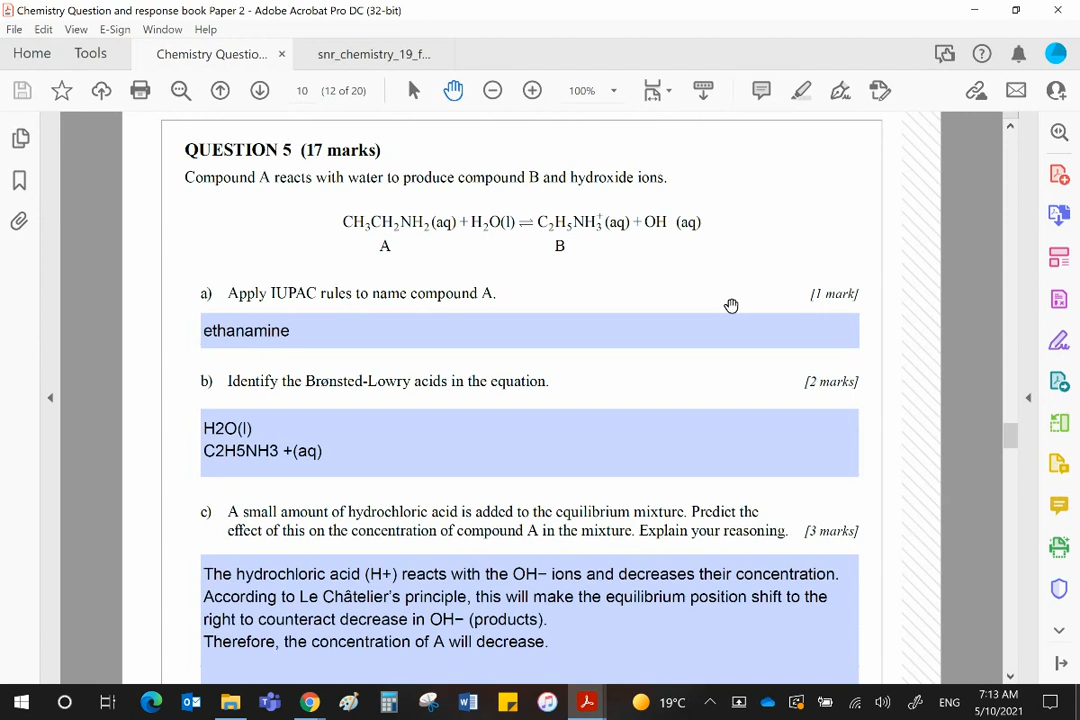 Chemistry Question and response book Paper 2 - Adobe Acrobat Pro DC (32-bit)
File Edit View E-Sign Window Help
Home Tools Chemistry Questio... × snr_chemistry_19_f...
10 (12 of 20) 100%
QUESTION 5 (17 marks)
Compound A reacts with water to produce compound B and hydroxide ions.
CH₃CH₂NH₂(aq) + H₂O(l) ⇌ C₂H₅NH₃⁺(aq) + OH (aq)
A B
a) Apply IUPAC rules to name compound A. [1 mark]
ethanamine
b) Identify the Brønsted-Lowry acids in the equation. [2 marks]
H2O(l)
C2H5NH3 +(aq)
c) A small amount of hydrochloric acid is added to the equilibrium mixture. Predict the
effect of this on the concentration of compound A in the mixture. Explain your reasoning. [3 marks]
The hydrochloric acid (H+) reacts with the OH− ions and decreases their concentration.
According to Le Châtelier's principle, this will make the equilibrium position shift to the
right to counteract decrease in OH− (products).
Therefore, the concentration of A will decrease.
19°C ENG 7:13 AM
5/10/2021